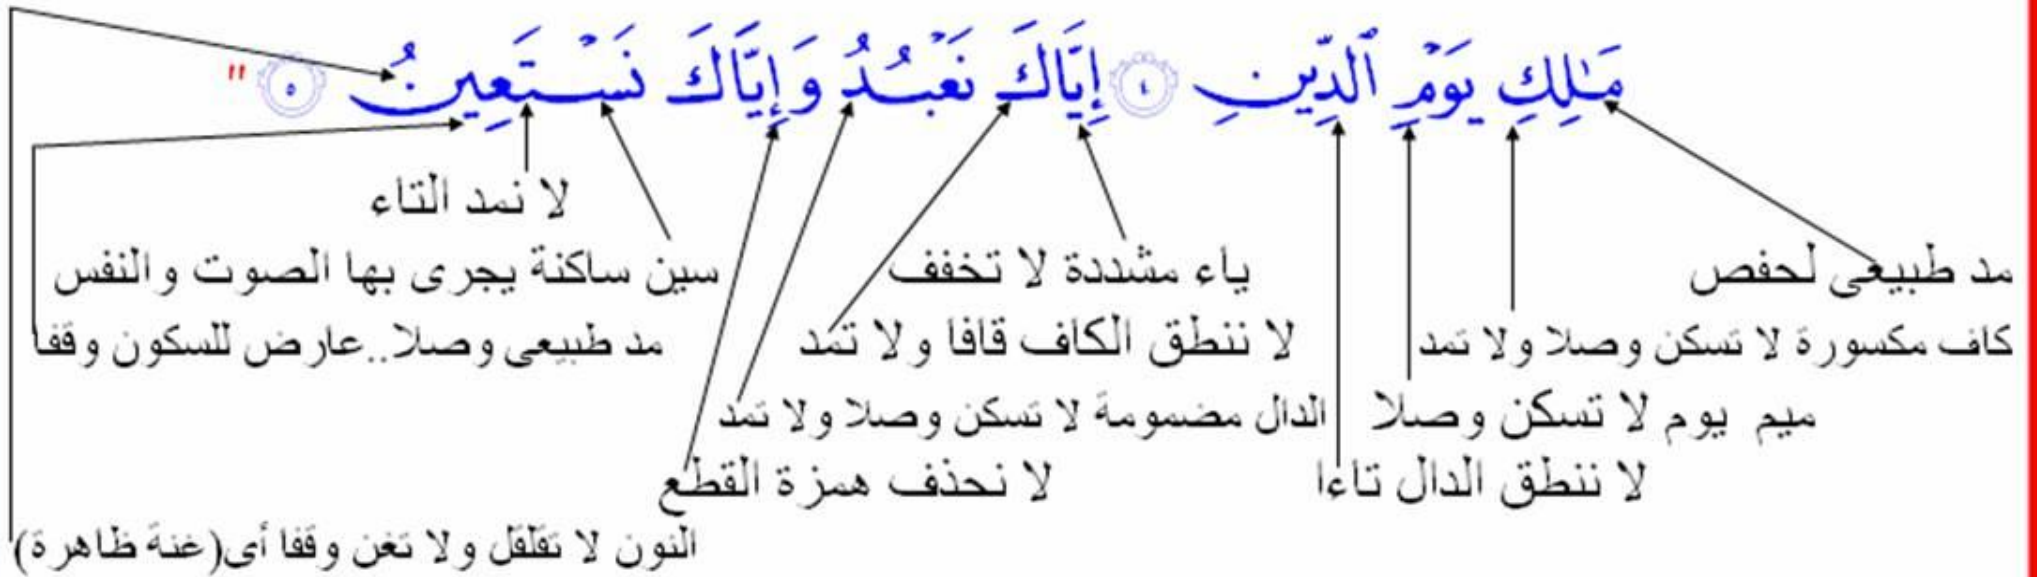 مَـٰلِكِ يَوْمِ ٱلدِّينِ ٤ إِيَّاكَ نَعْبُدُ وَإِيَّاكَ نَسْتَعِينُ ٥ "
لا نمد التاء
مد طبيعى لحفص
ياء مشددة لا تخفف
سين ساكنة يجرى بها الصوت والنفس
كاف مكسورة لا تسكن وصلا ولا تمد
لا ننطق الكاف قافا ولا تمد
مد طبيعى وصلا..عارض للسكون وقفا
ميم يوم لا تسكن وصلا
الدال مضمومة لا تسكن وصلا ولا تمد
لا ننطق الدال تاءا
لا نحذف همزة القطع
النون لا تقلقل ولا تغن وقفا أى(غنة ظاهرة)